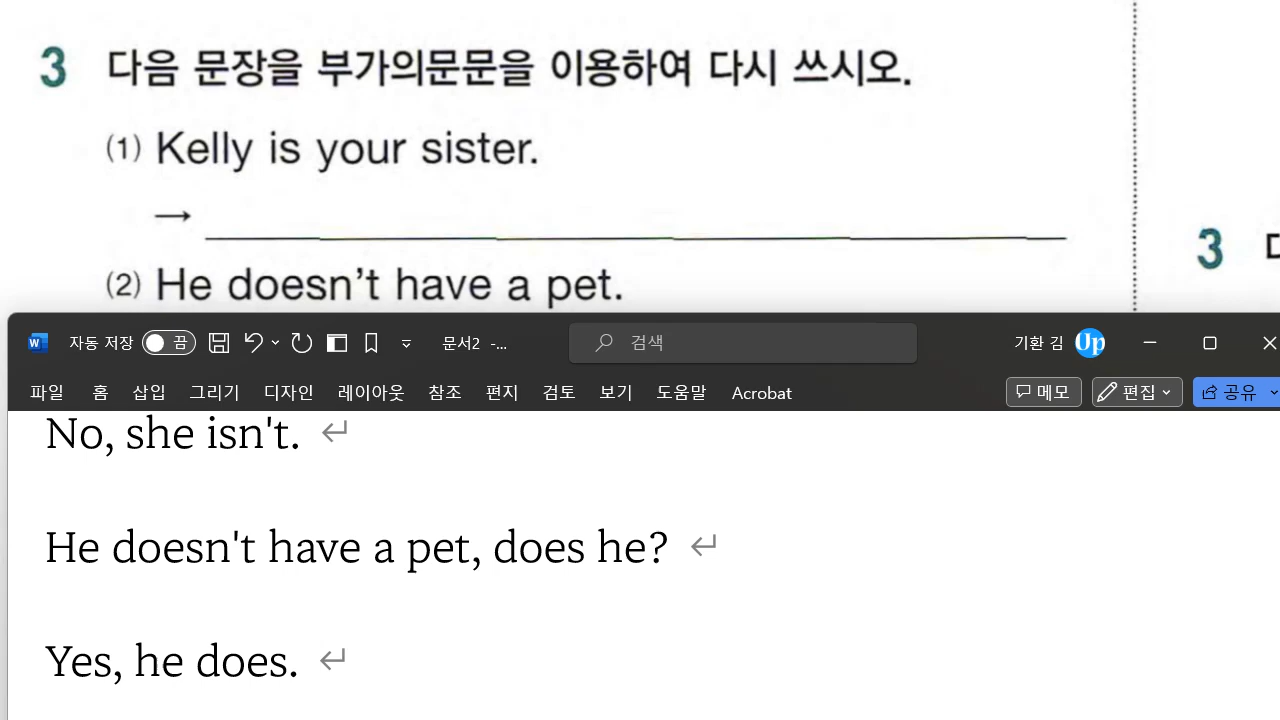 3 다음 문장을 부가의문문을 이용하여 다시 쓰시오.
(1) Kelly is your sister.
→
(2) He doesn't have a pet.
3
자동 저장 끔 문서2 -... 검색 기환 김 Up
파일 홈 삽입 그리기 디자인 레이아웃 참조 편지 검토 보기 도움말 Acrobat 메모 편집 공유
No, she isn't. ↵
He doesn't have a pet, does he? ↵
Yes, he does. ↵